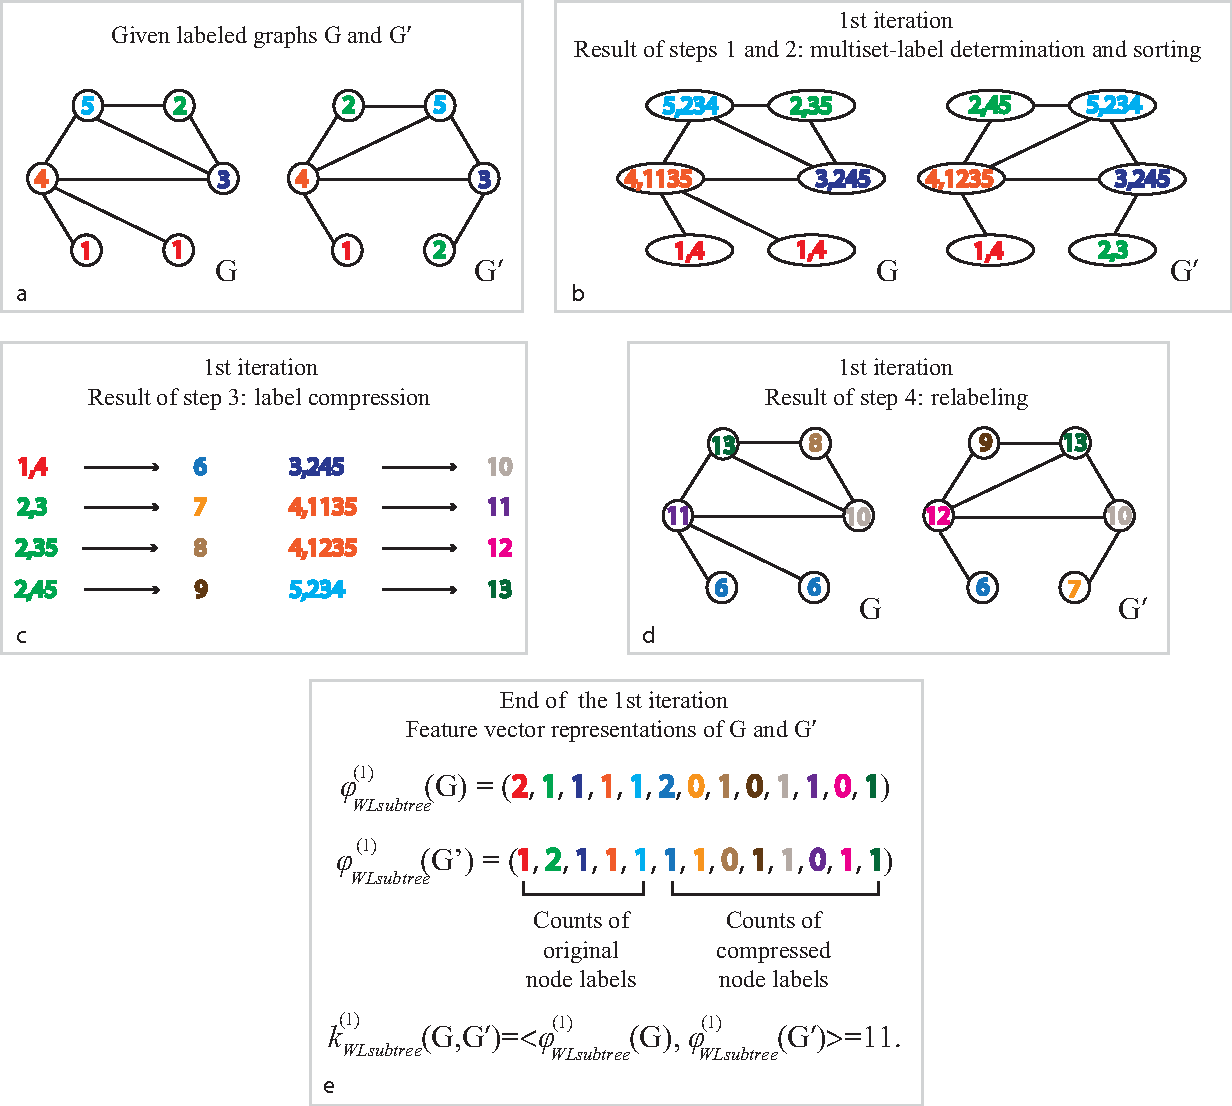 Given labeled graphs G and G′
5 2
4 3
1 1
G
2 5
4 3
1 2
G′
a
1st iteration
Result of steps 1 and 2: multiset-label determination and sorting
5,234 2,35
4,1135 3,245
1,4 1,4
G
2,45 5,234
4,1235 3,245
1,4 2,3
G′
b
1st iteration
Result of step 3: label compression
1,4 6 3,245 10
2,3 7 4,1135 11
2,35 8 4,1235 12
2,45 9 5,234 13
c
1st iteration
Result of step 4: relabeling
13 8
11 10
6 6
G
9 13
12 10
6 7
G′
d
End of the 1st iteration
Feature vector representations of G and G′
φ(1)WLsubtree(G) = (2, 1, 1, 1, 1, 2, 0, 1, 0, 1, 1, 0, 1)
φ(1)WLsubtree(G’) = (1, 2, 1, 1, 1, 1, 1, 0, 1, 1, 0, 1, 1)
Counts of
original
node labels
Counts of
compressed
node labels
k(1)WLsubtree(G,G′)=<φ(1)WLsubtree(G), φ(1)WLsubtree(G′)>=11.
e